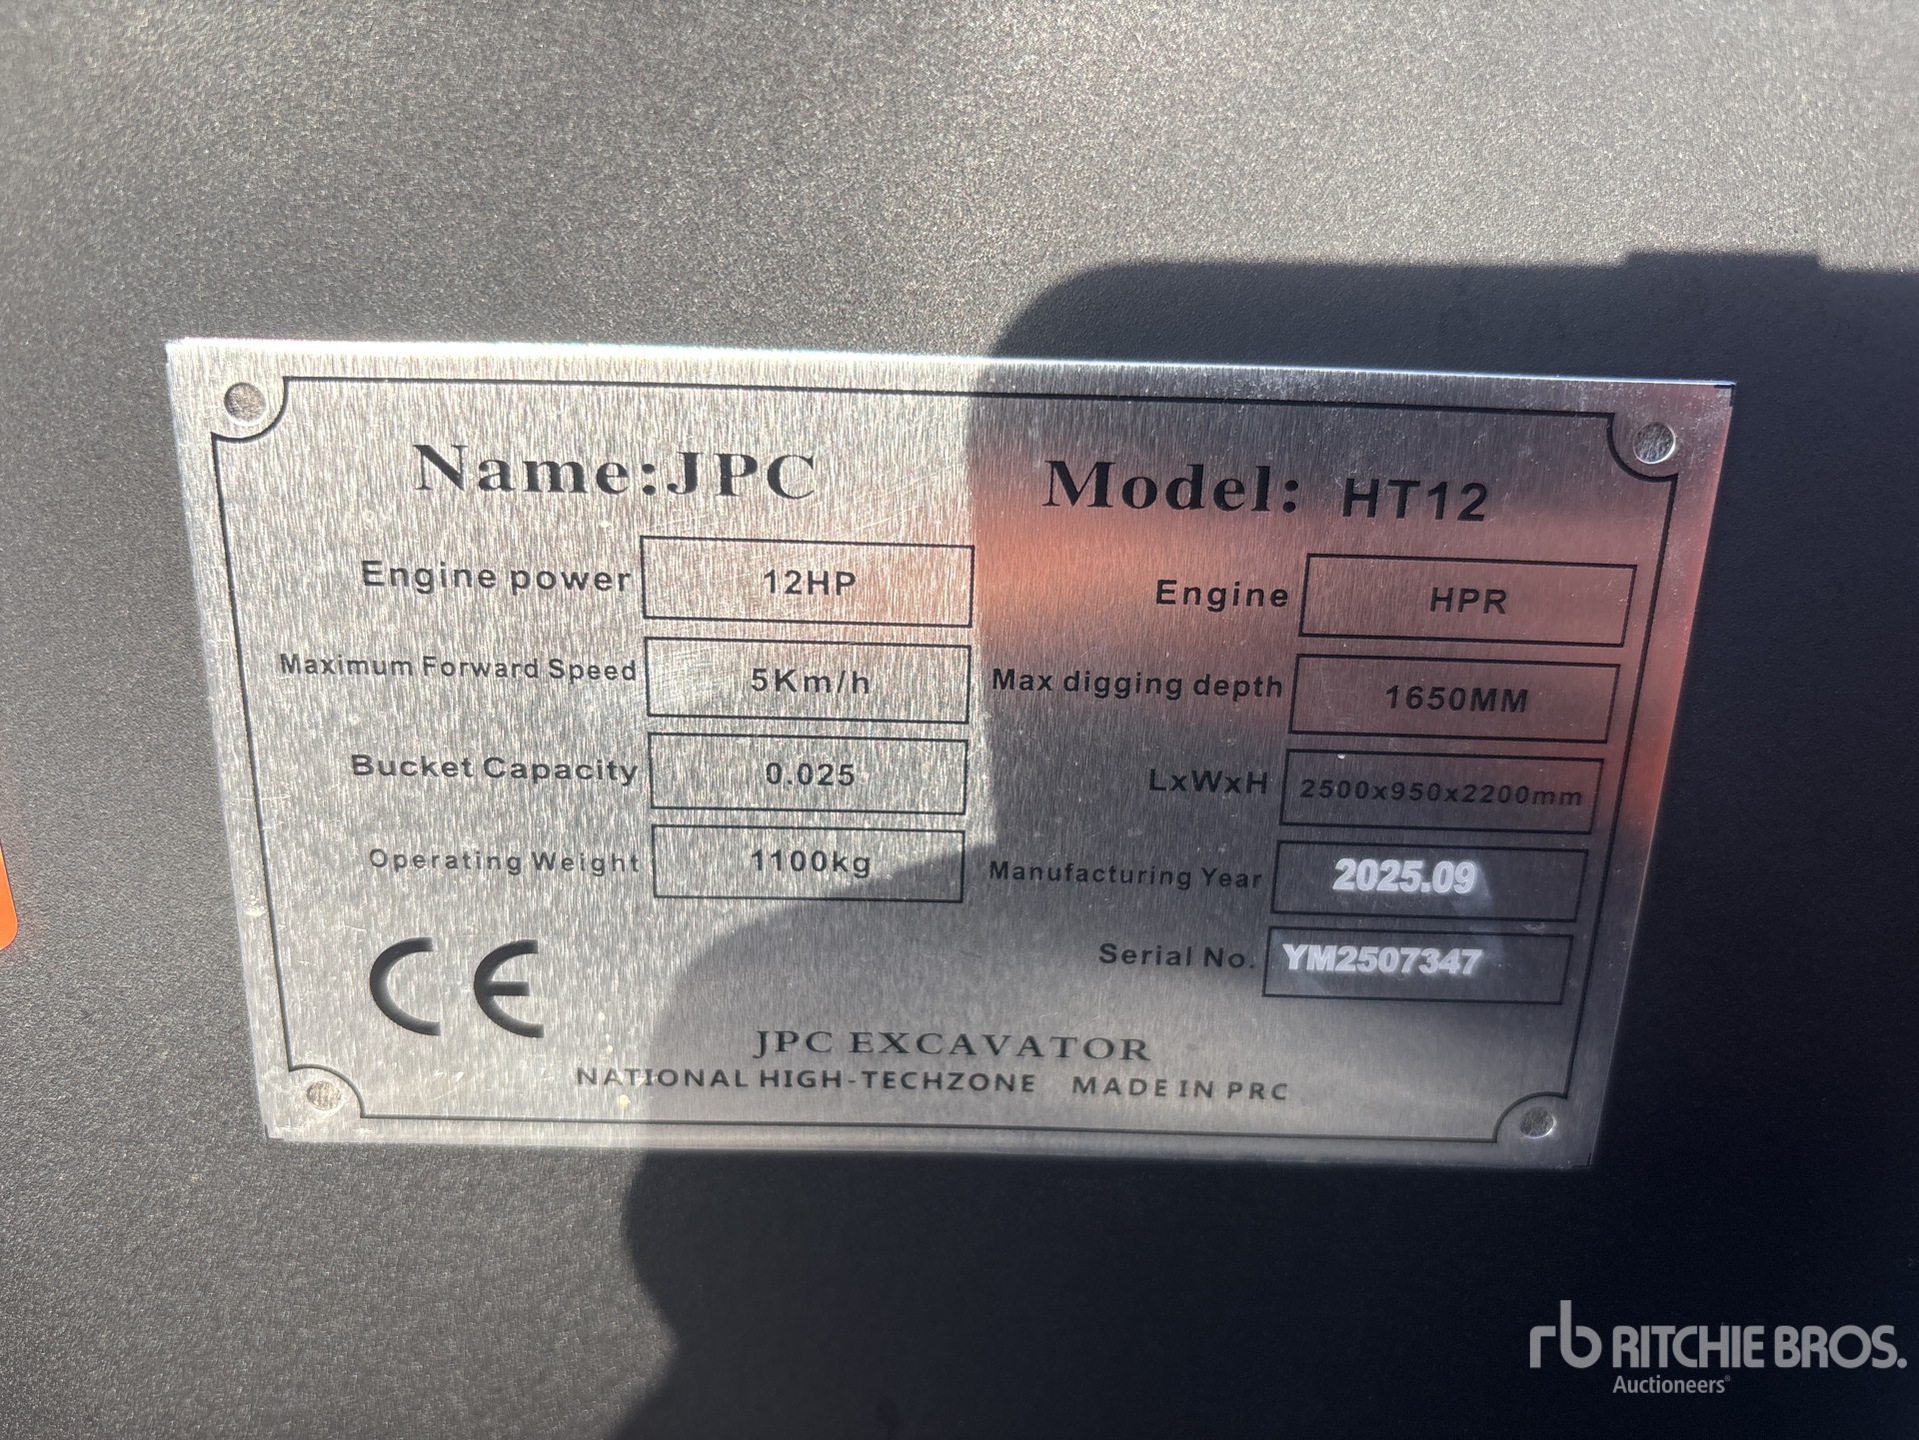 Name:JPC Model: HT12
Engine power 12HP Engine HPR
Maximum Forward Speed 5Km/h Max digging depth 1650MM
Bucket Capacity 0.025 LxWxH 2500x950x2200mm
Operating Weight 1100kg Manufacturing Year 2025.09
Serial No. YM2507347
CE
JPC EXCAVATOR
NATIONAL HIGH-TECHZONE MADE IN PRC
rb RITCHIE BROS.
Auctioneers®